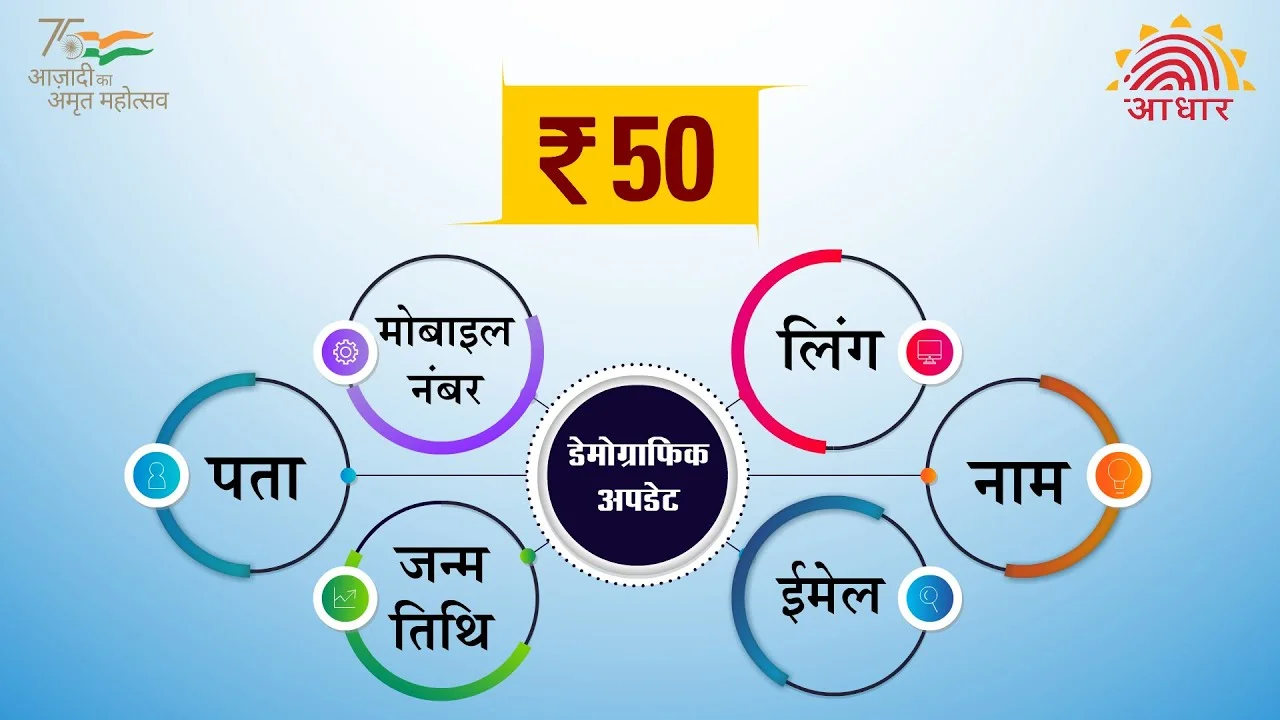 75
आज़ादी का
अमृत महोत्सव
आधार
₹ 50
मोबाइल
नंबर
लिंग
पता
डेमोग्राफिक
अपडेट
नाम
जन्म
तिथि
ईमेल